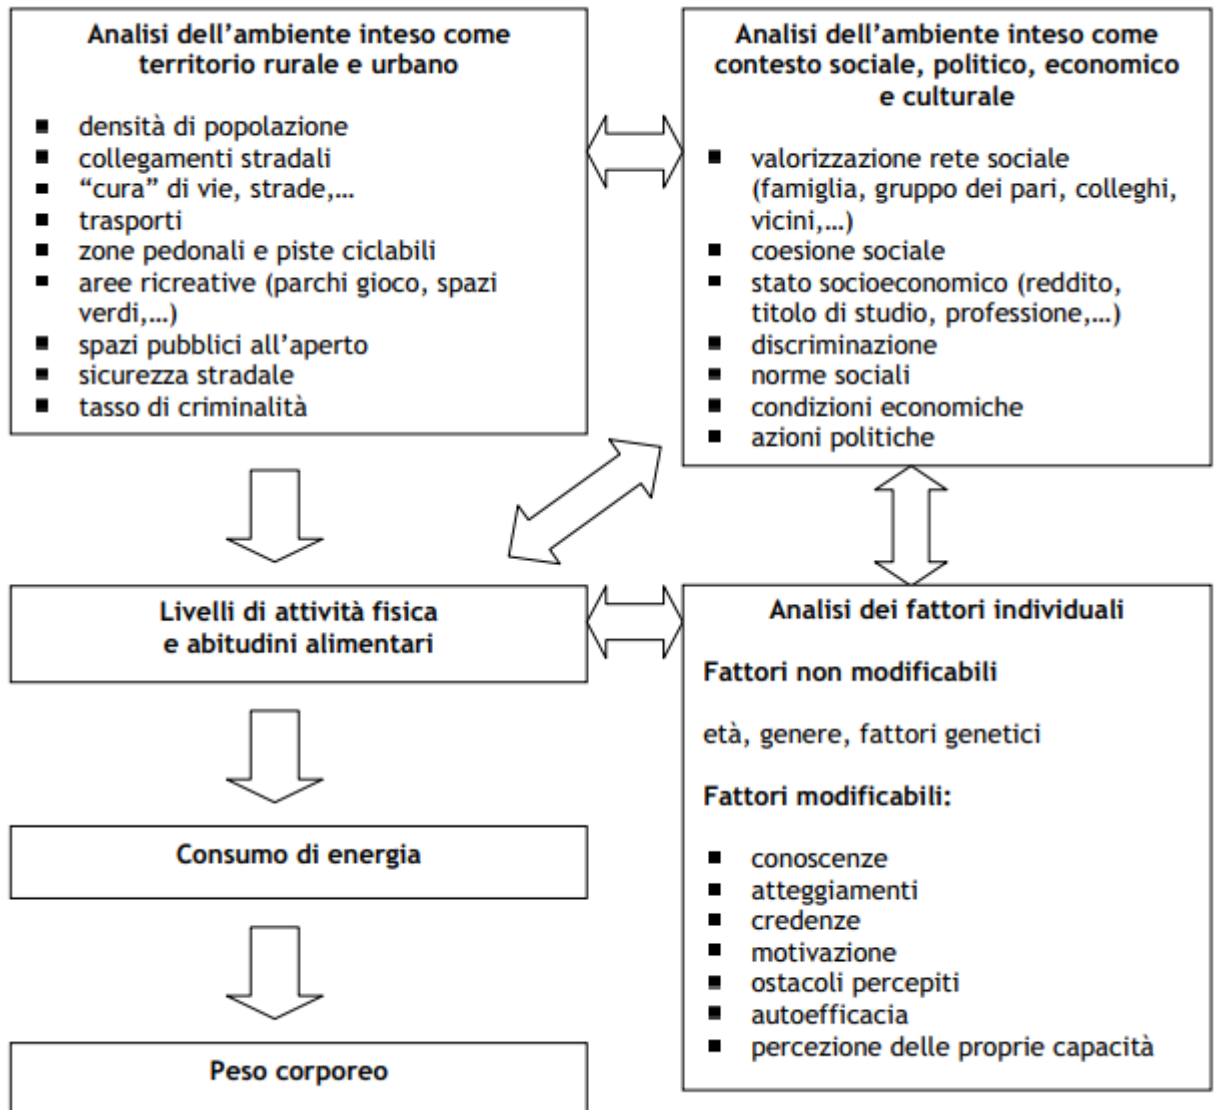 Analisi dell’ambiente inteso come
territorio rurale e urbano
▪ densità di popolazione
▪ collegamenti stradali
▪ “cura” di vie, strade,…
▪ trasporti
▪ zone pedonali e piste ciclabili
▪ aree ricreative (parchi gioco, spazi
verdi,…)
▪ spazi pubblici all’aperto
▪ sicurezza stradale
▪ tasso di criminalità
Analisi dell’ambiente inteso come
contesto sociale, politico, economico
e culturale
▪ valorizzazione rete sociale
(famiglia, gruppo dei pari, colleghi,
vicini,…)
▪ coesione sociale
▪ stato socioeconomico (reddito,
titolo di studio, professione,…)
▪ discriminazione
▪ norme sociali
▪ condizioni economiche
▪ azioni politiche
Livelli di attività fisica
e abitudini alimentari
Analisi dei fattori individuali
Fattori non modificabili
età, genere, fattori genetici
Fattori modificabili:
▪ conoscenze
▪ atteggiamenti
▪ credenze
▪ motivazione
▪ ostacoli percepiti
▪ autoefficacia
▪ percezione delle proprie capacità
Consumo di energia
Peso corporeo